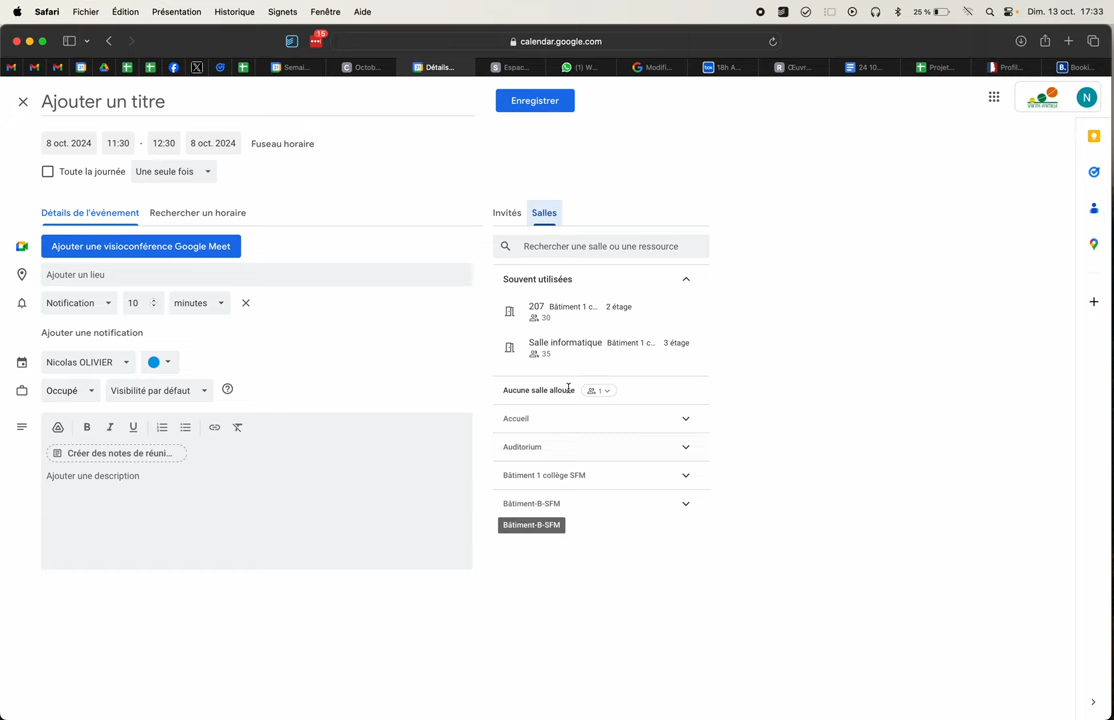 Safari Fichier Édition Présentation Historique Signets Fenêtre Aide 25 % Dim. 13 oct. 17:33
15
calendar.google.com
Semai... Octob... Détails... Espac... (1) W... Modifi... 18h A... Œuvr... 24 10... Projet... Profil... Booki...
Ajouter un titre
Enregistrer
N
8 oct. 2024 11:30 - 12:30 8 oct. 2024 Fuseau horaire
Toute la journée Une seule fois
Détails de l'événement Rechercher un horaire
Invités Salles
Ajouter une visioconférence Google Meet
Rechercher une salle ou une ressource
Ajouter un lieu
Souvent utilisées
Notification 10 minutes
207 Bâtiment 1 c... 2 étage
30
Ajouter une notification
Salle informatique Bâtiment 1 c... 3 étage
35
Nicolas OLIVIER
Occupé Visibilité par défaut
Aucune salle allouée 1
Accueil
Auditorium
Créer des notes de réuni...
Ajouter une description
Bâtiment 1 collège SFM
Bâtiment-B-SFM
Bâtiment-B-SFM